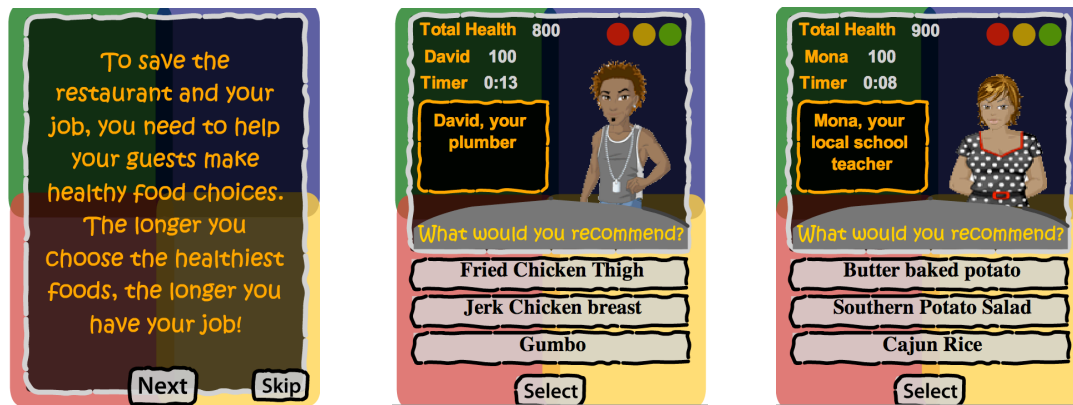 To save the
restaurant and your
job, you need to help
your guests make
healthy food choices.
The longer you
choose the healthiest
foods, the longer you
have your job!
Next
Skip
Total Health 800
David 100
Timer 0:13
David, your
plumber
What would you recommend?
Fried Chicken Thigh
Jerk Chicken breast
Gumbo
Select
Total Health 900
Mona 100
Timer 0:08
Mona, your
local school
teacher
What would you recommend?
Butter baked potato
Southern Potato Salad
Cajun Rice
Select